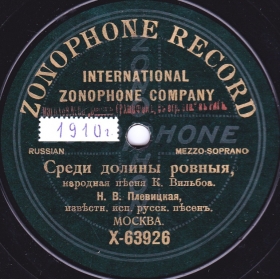 ZONOPHONE RECORD
INTERNATIONAL
ZONOPHONE COMPANY
1910г
RUSSIAN. MEZZO-SOPRANO
Среди долины ровныя,
народная пѣсня К. Вильбоа.
Н. В. Плевицкая,
извѣстн. исп. русск. пѣсенъ.
МОСКВА.
X-63926